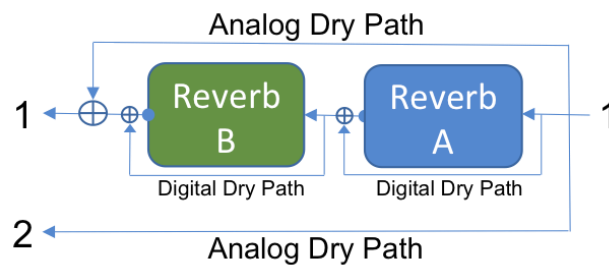 Analog Dry Path
1
Reverb
B
Reverb
A
1
Digital Dry Path
Digital Dry Path
2
Analog Dry Path